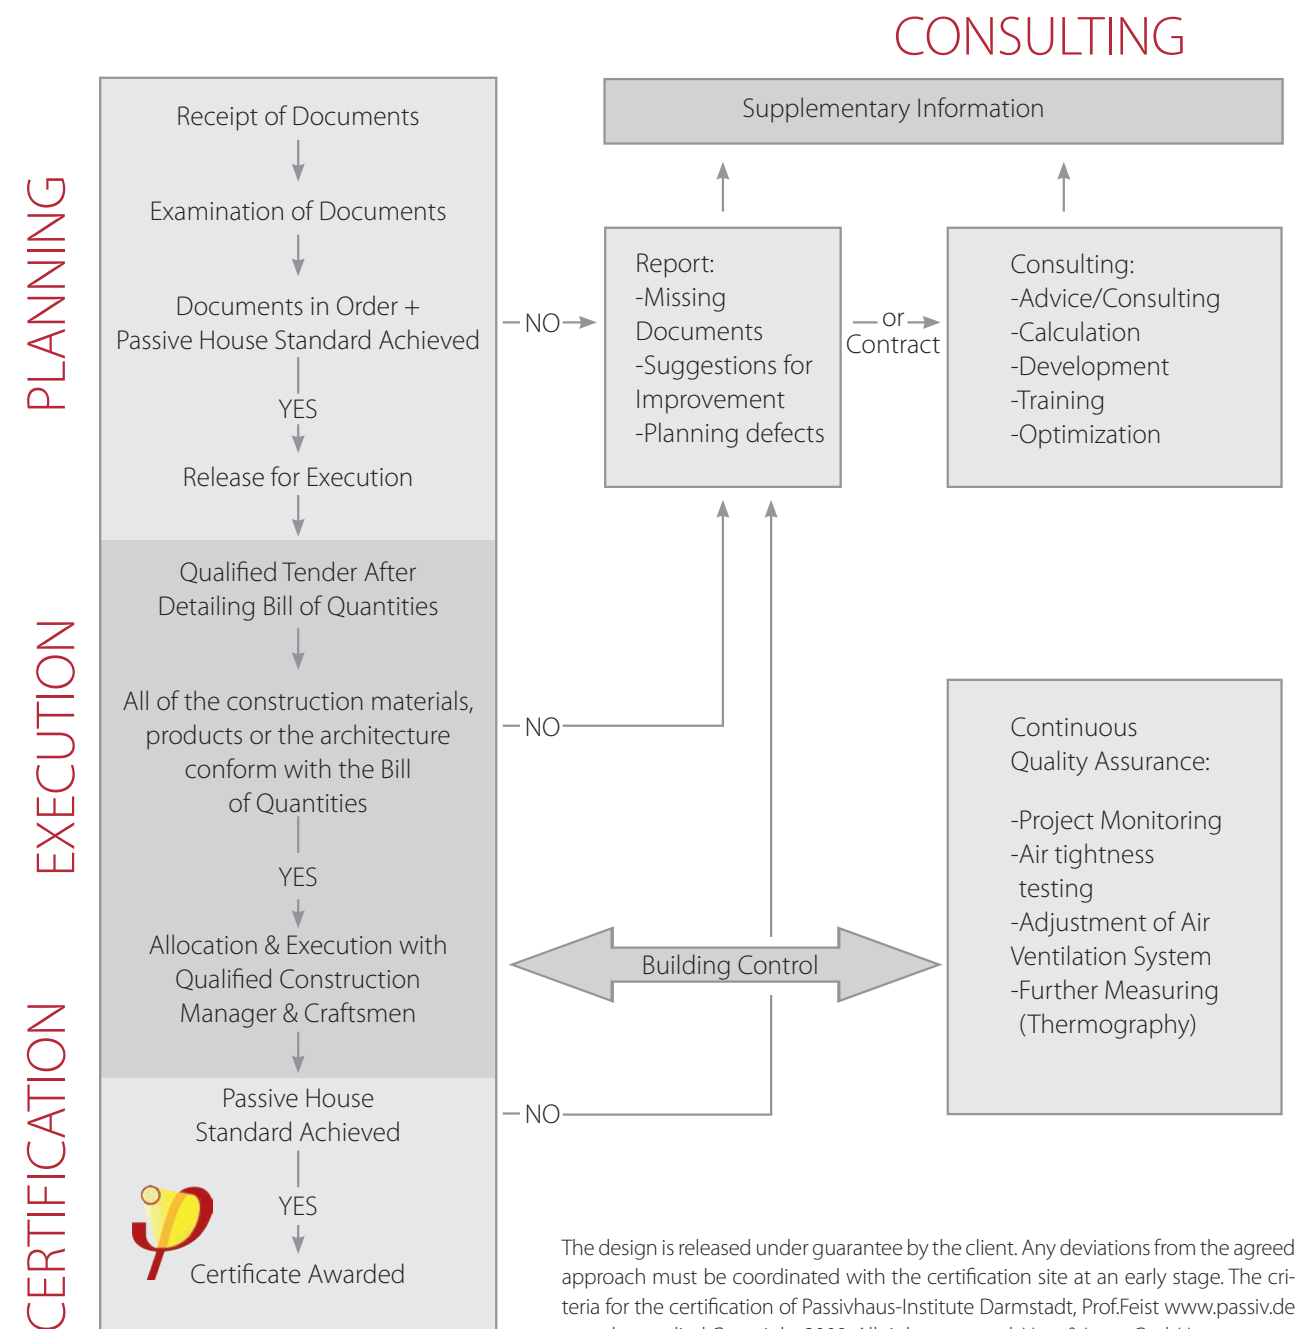 CONSULTING
PLANNING
Receipt of Documents
Examination of Documents
Documents in Order +
Passive House Standard Achieved
YES
Release for Execution
NO
Supplementary Information
Report:
-Missing
Documents
-Suggestions for
Improvement
-Planning defects
or
Contract
Consulting:
-Advice/Consulting
-Calculation
-Development
-Training
-Optimization
EXECUTION
Qualified Tender After
Detailing Bill of Quantities
All of the construction materials,
products or the architecture
conform with the Bill
of Quantities
NO
YES
Allocation & Execution with
Qualified Construction
Manager & Craftsmen
Building Control
Continuous
Quality Assurance:
-Project Monitoring
-Air tightness
testing
-Adjustment of Air
Ventilation System
-Further Measuring
(Thermography)
CERTIFICATION
Passive House
Standard Achieved
NO
YES
Certificate Awarded
The design is released under guarantee by the client. Any deviations from the agreed
approach must be coordinated with the certification site at an early stage. The cri-
teria for the certification of Passivhaus-Institute Darmstadt, Prof.Feist www.passiv.de